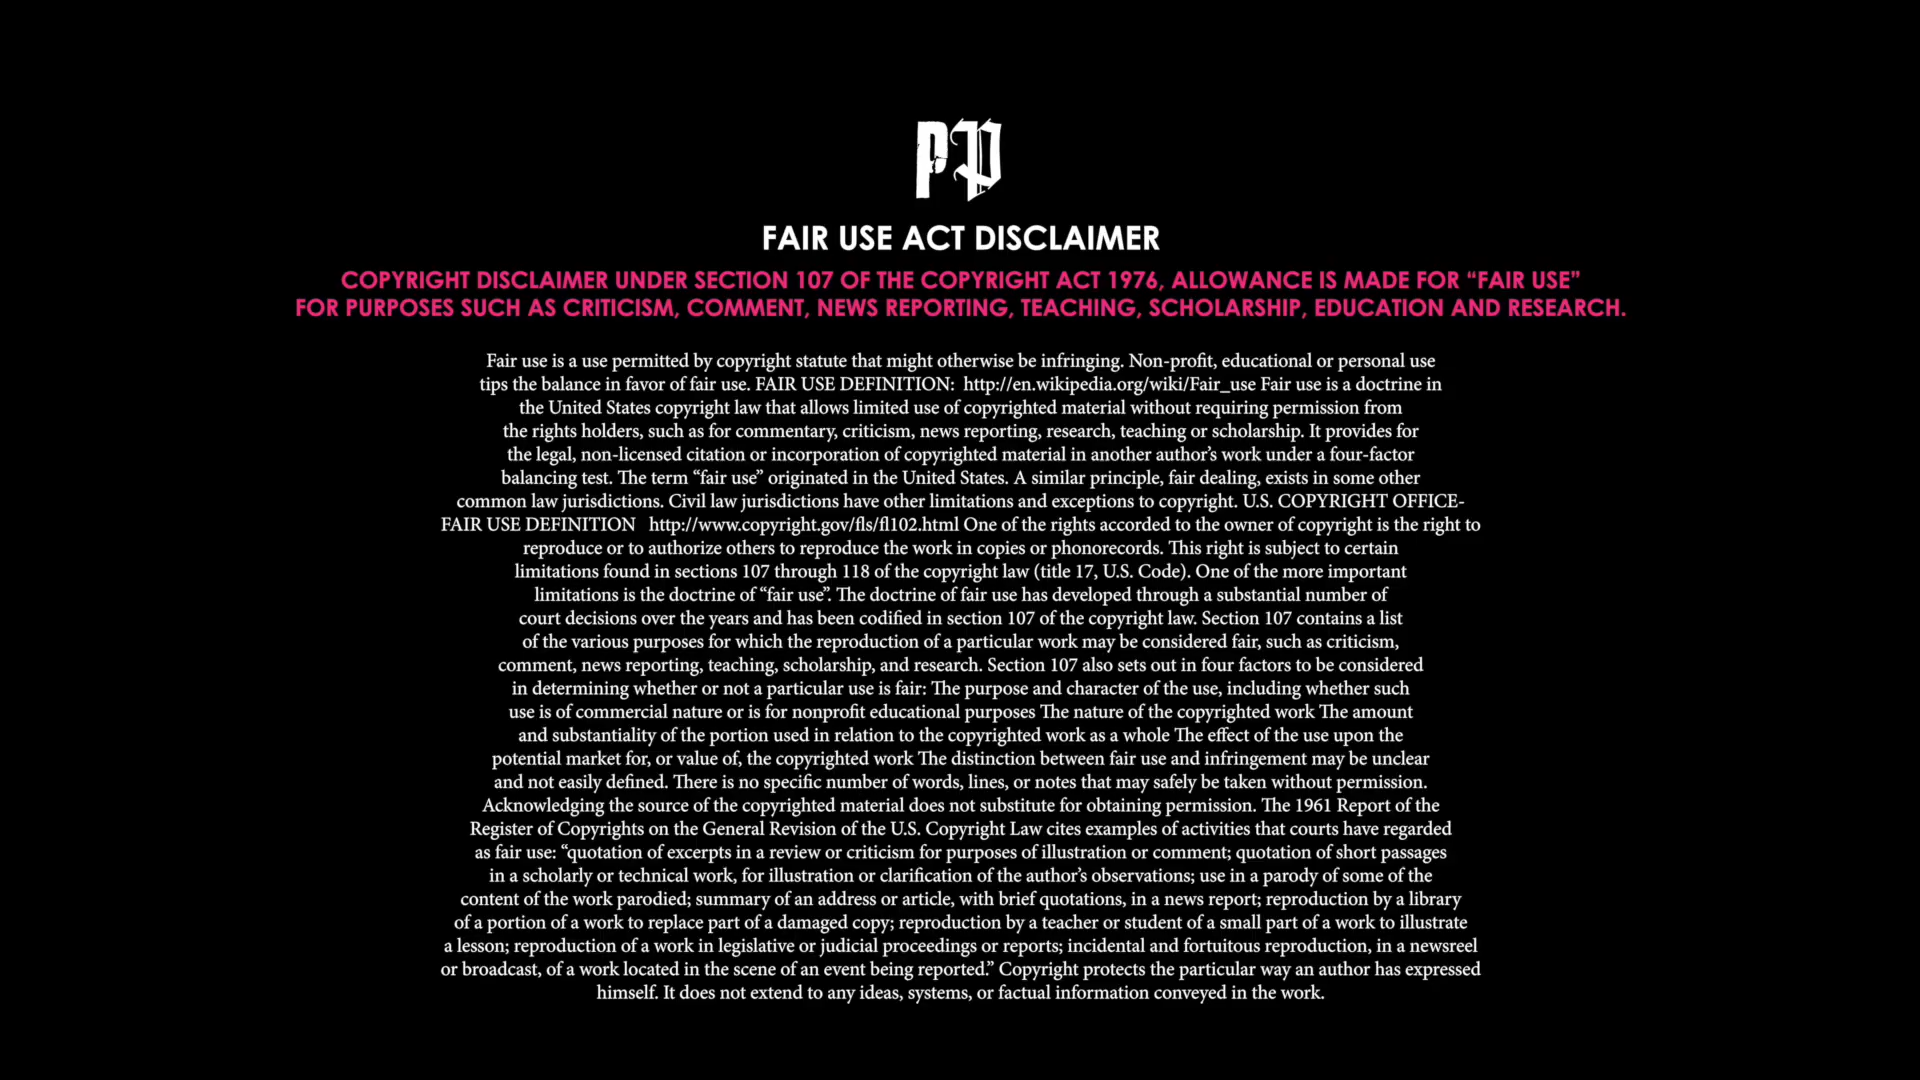 PP
FAIR USE ACT DISCLAIMER
COPYRIGHT DISCLAIMER UNDER SECTION 107 OF THE COPYRIGHT ACT 1976, ALLOWANCE IS MADE FOR “FAIR USE”
FOR PURPOSES SUCH AS CRITICISM, COMMENT, NEWS REPORTING, TEACHING, SCHOLARSHIP, EDUCATION AND RESEARCH.
Fair use is a use permitted by copyright statute that might otherwise be infringing. Non-profit, educational or personal use
tips the balance in favor of fair use. FAIR USE DEFINITION:  http://en.wikipedia.org/wiki/Fair_use Fair use is a doctrine in
the United States copyright law that allows limited use of copyrighted material without requiring permission from
the rights holders, such as for commentary, criticism, news reporting, research, teaching or scholarship. It provides for
the legal, non-licensed citation or incorporation of copyrighted material in another author’s work under a four-factor
balancing test. The term “fair use” originated in the United States. A similar principle, fair dealing, exists in some other
common law jurisdictions. Civil law jurisdictions have other limitations and exceptions to copyright. U.S. COPYRIGHT OFFICE-
FAIR USE DEFINITION   http://www.copyright.gov/fls/fl102.html One of the rights accorded to the owner of copyright is the right to
reproduce or to authorize others to reproduce the work in copies or phonorecords. This right is subject to certain
limitations found in sections 107 through 118 of the copyright law (title 17, U.S. Code). One of the more important
limitations is the doctrine of “fair use”. The doctrine of fair use has developed through a substantial number of
court decisions over the years and has been codified in section 107 of the copyright law. Section 107 contains a list
of the various purposes for which the reproduction of a particular work may be considered fair, such as criticism,
comment, news reporting, teaching, scholarship, and research. Section 107 also sets out in four factors to be considered
in determining whether or not a particular use is fair: The purpose and character of the use, including whether such
use is of commercial nature or is for nonprofit educational purposes The nature of the copyrighted work The amount
and substantiality of the portion used in relation to the copyrighted work as a whole The effect of the use upon the
potential market for, or value of, the copyrighted work The distinction between fair use and infringement may be unclear
and not easily defined. There is no specific number of words, lines, or notes that may safely be taken without permission.
Acknowledging the source of the copyrighted material does not substitute for obtaining permission. The 1961 Report of the
Register of Copyrights on the General Revision of the U.S. Copyright Law cites examples of activities that courts have regarded
as fair use: “quotation of excerpts in a review or criticism for purposes of illustration or comment; quotation of short passages
in a scholarly or technical work, for illustration or clarification of the author’s observations; use in a parody of some of the
content of the work parodied; summary of an address or article, with brief quotations, in a news report; reproduction by a library
of a portion of a work to replace part of a damaged copy; reproduction by a teacher or student of a small part of a work to illustrate
a lesson; reproduction of a work in legislative or judicial proceedings or reports; incidental and fortuitous reproduction, in a newsreel
or broadcast, of a work located in the scene of an event being reported.” Copyright protects the particular way an author has expressed
himself. It does not extend to any ideas, systems, or factual information conveyed in the work.